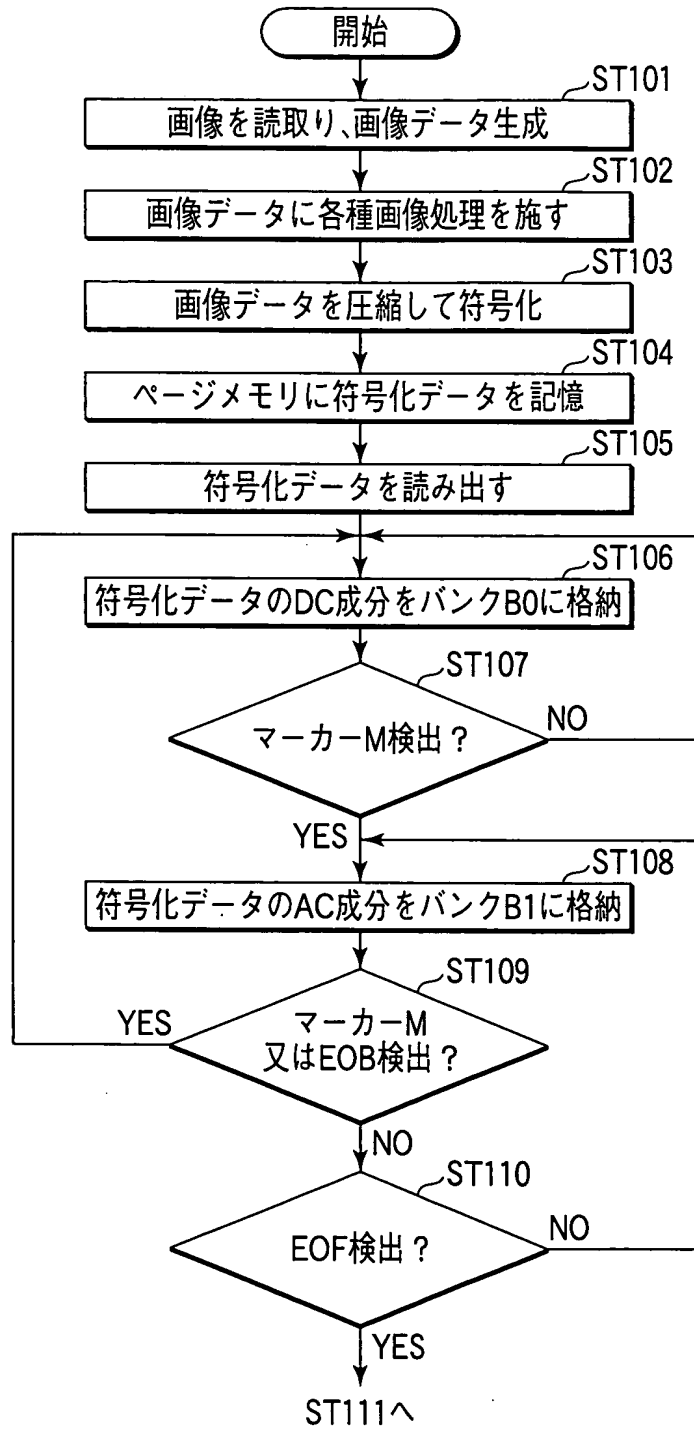 開始
ST101
画像を読取り、画像データ生成
ST102
画像データに各種画像処理を施す
ST103
画像データを圧縮して符号化
ST104
ページメモリに符号化データを記憶
ST105
符号化データを読み出す
ST106
符号化データのDC成分をバンクB0に格納
ST107
マーカーM検出？
NO
YES
ST108
符号化データのAC成分をバンクB1に格納
ST109
YES
マーカーM
又はEOB検出？
NO
ST110
EOF検出？
NO
YES
ST111へ